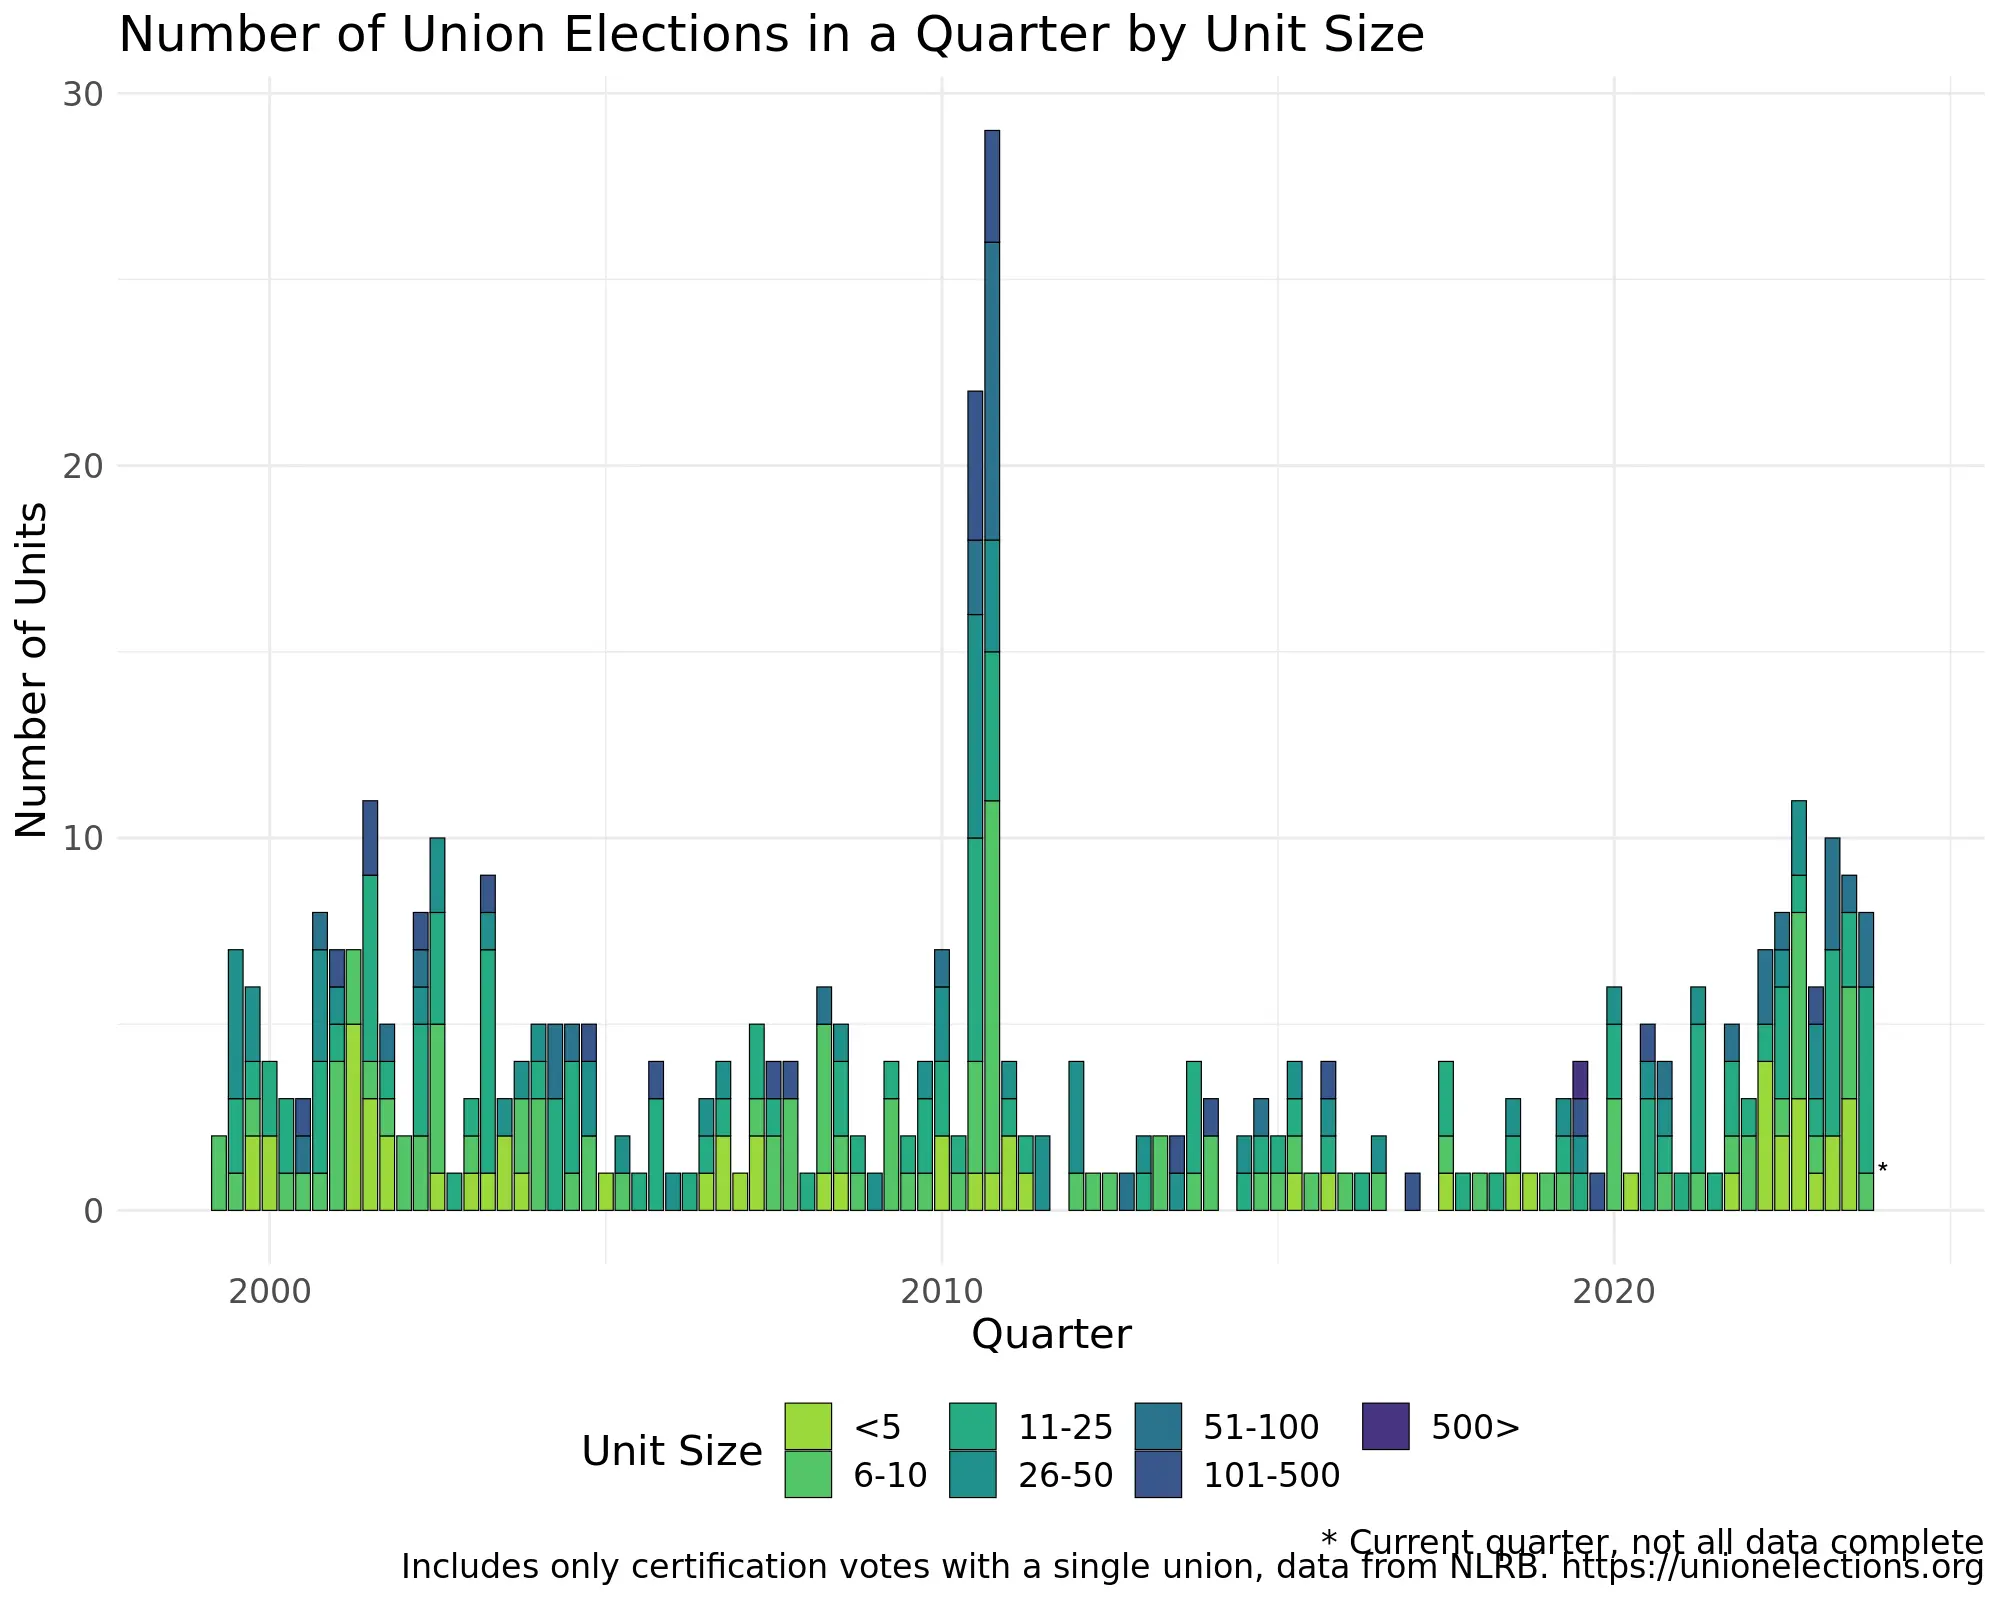 Number of Union Elections in a Quarter by Unit Size
30
20
10
0
Number of Units
*
2000 2010 2020
Quarter
Unit Size
<5 11-25 51-100 500>
6-10 26-50 101-500
* Current quarter, not all data complete
Includes only certification votes with a single union, data from NLRB. https://unionelections.org